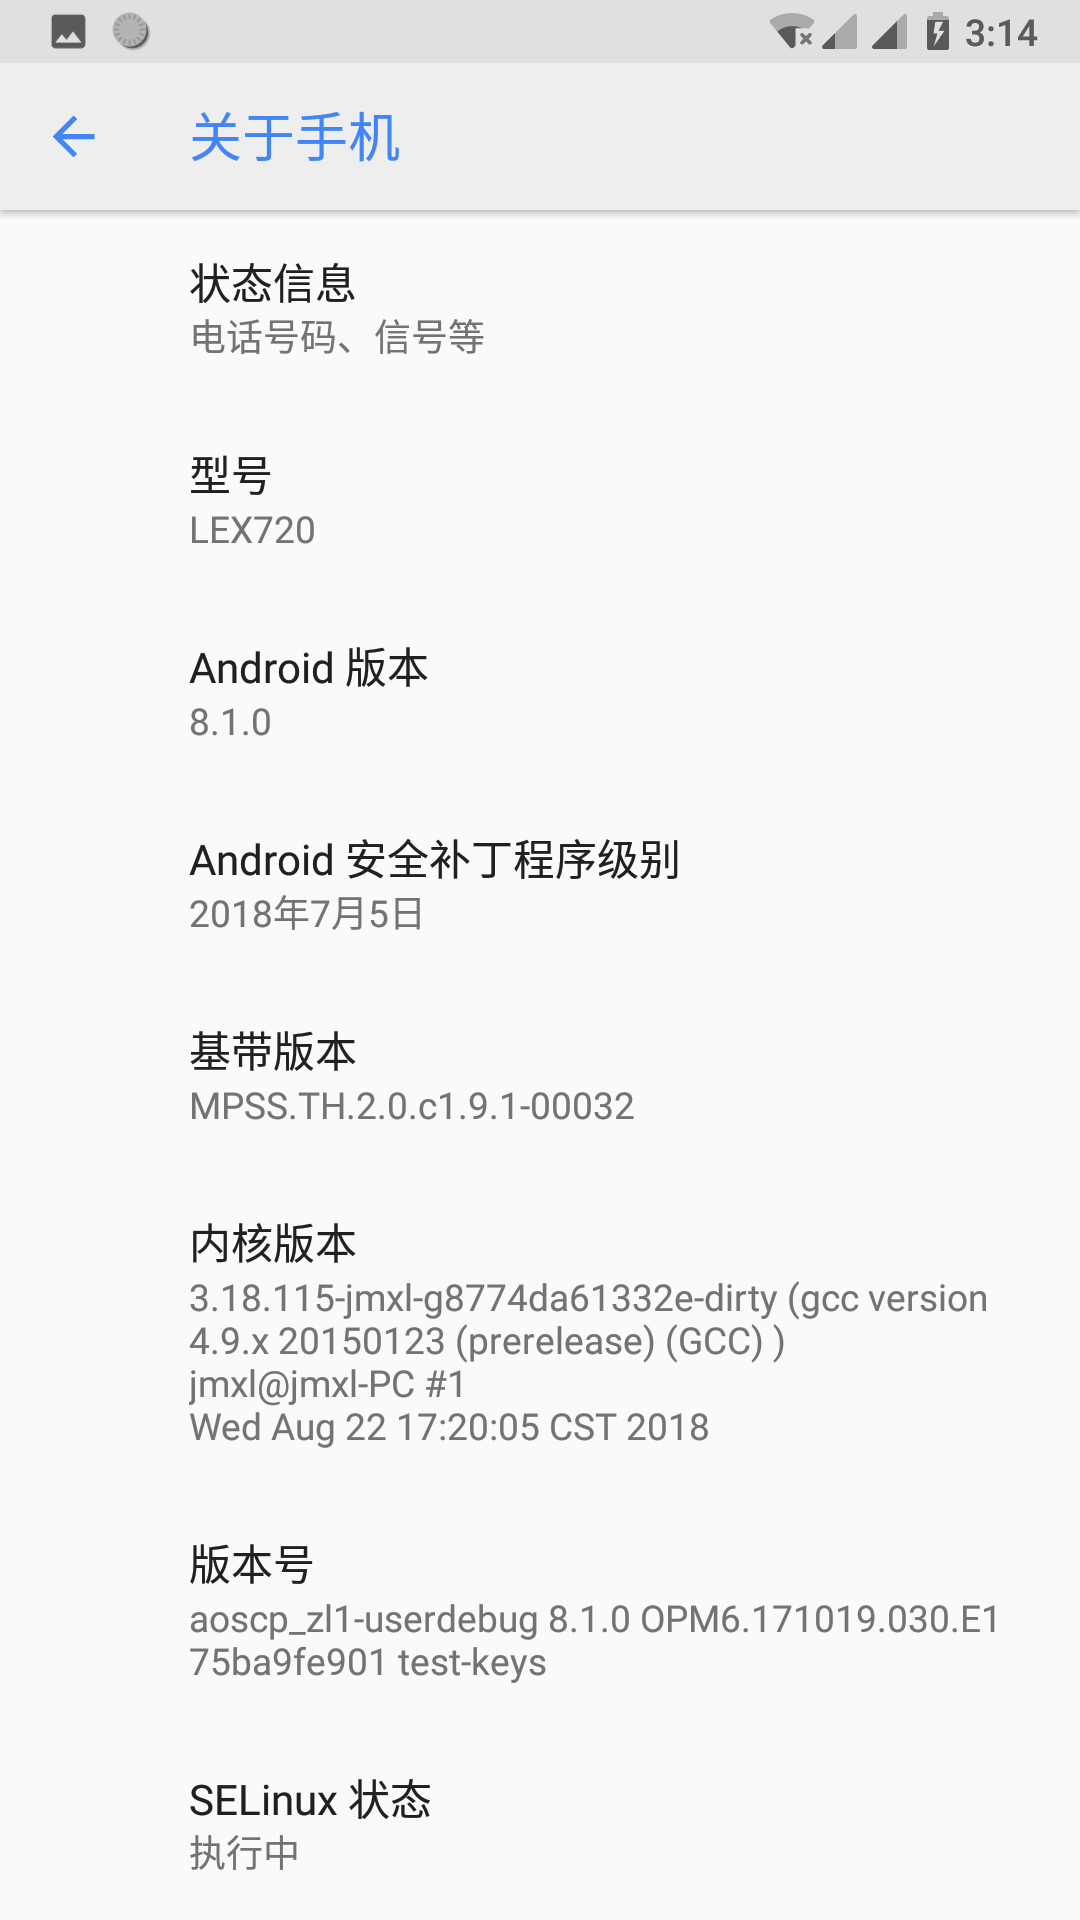 3:14
关于手机
状态信息
电话号码、信号等
型号
LEX720
Android 版本
8.1.0
Android 安全补丁程序级别
2018年7月5日
基带版本
MPSS.TH.2.0.c1.9.1-00032
内核版本
3.18.115-jmxl-g8774da61332e-dirty (gcc version
4.9.x 20150123 (prerelease) (GCC) )
jmxl@jmxl-PC #1
Wed Aug 22 17:20:05 CST 2018
版本号
aoscp_zl1-userdebug 8.1.0 OPM6.171019.030.E1
75ba9fe901 test-keys
SELinux 状态
执行中